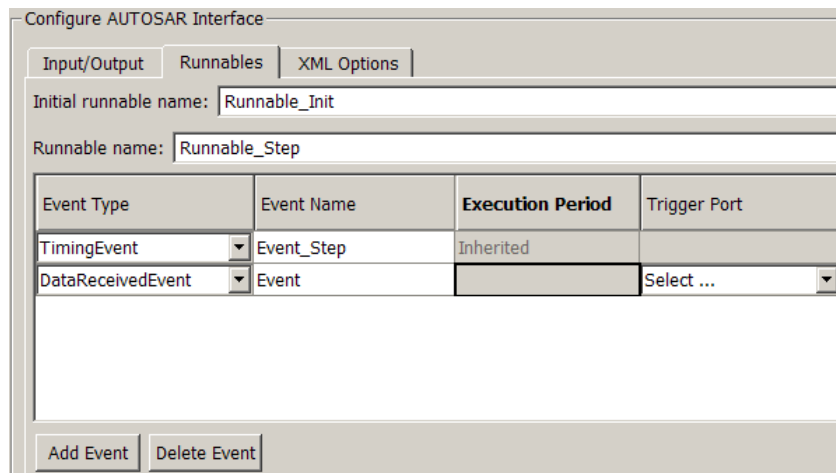 Configure AUTOSAR Interface
Input/Output Runnables XML Options
Initial runnable name: Runnable_Init
Runnable name: Runnable_Step
Event Type Event Name Execution Period Trigger Port
TimingEvent Event_Step Inherited
DataReceivedEvent Event Select ...
Add Event Delete Event